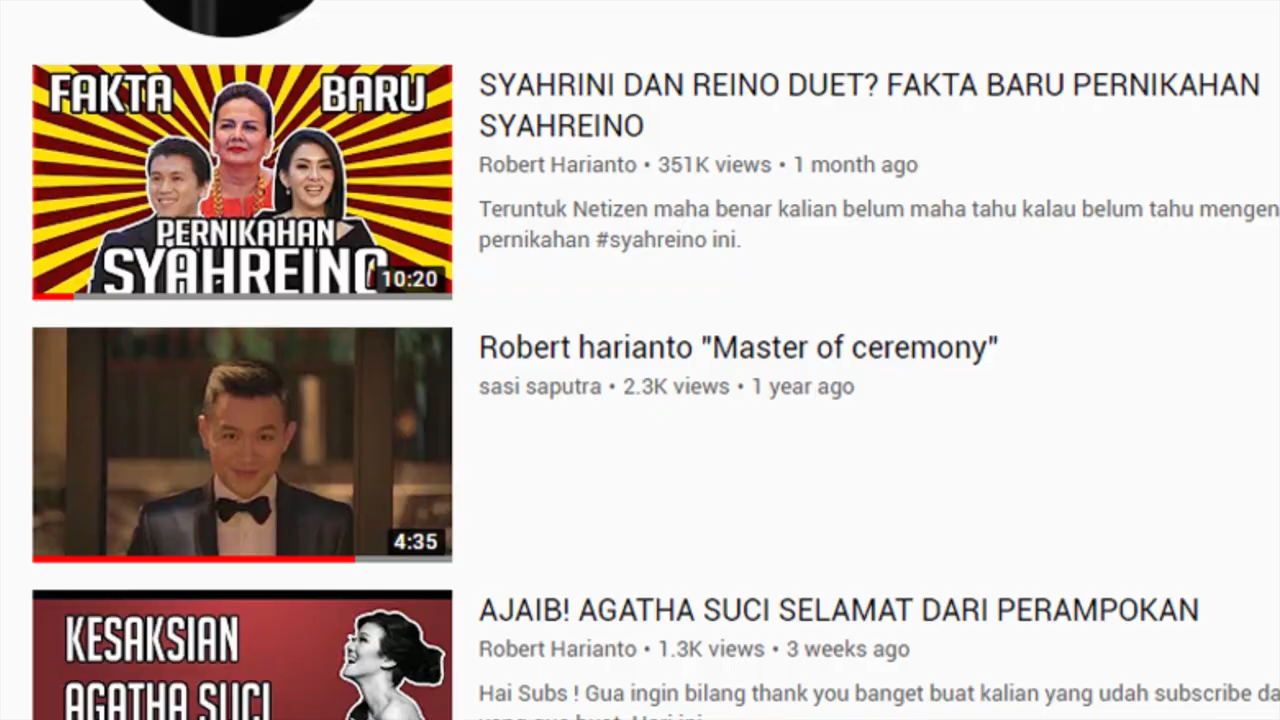 FAKTA BARU
PERNIKAHAN
SYAHREINO
10:20
SYAHRINI DAN REINO DUET? FAKTA BARU PERNIKAHAN
SYAHREINO
Robert Harianto • 351K views • 1 month ago
Teruntuk Netizen maha benar kalian belum maha tahu kalau belum tahu mengen
pernikahan #syahreino ini.
4:35
Robert harianto "Master of ceremony"
sasi saputra • 2.3K views • 1 year ago
KESAKSIAN
AGATHA SUCI
AJAIB! AGATHA SUCI SELAMAT DARI PERAMPOKAN
Robert Harianto • 1.3K views • 3 weeks ago
Hai Subs ! Gua ingin bilang thank you banget buat kalian yang udah subscribe da